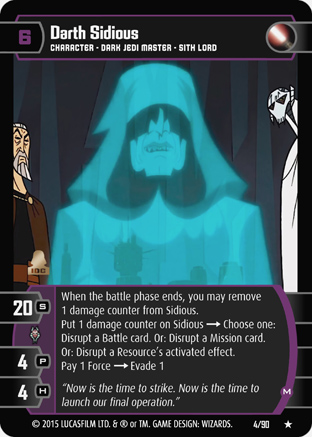 6
Darth Sidious
CHARACTER • DARK JEDI MASTER • SITH LORD
20 S
4 P
4 H
When the battle phase ends, you may remove
1 damage counter from Sidious.
Put 1 damage counter on Sidious → Choose one:
Disrupt a Battle card. Or: Disrupt a Mission card.
Or: Disrupt a Resource's activated effect.
Pay 1 Force → Evade 1
"Now is the time to strike. Now is the time to
launch our final operation."
M
© 2015 LUCASFILM LTD. & ® or TM. GAME DESIGN: WIZARDS.
4/90 ★